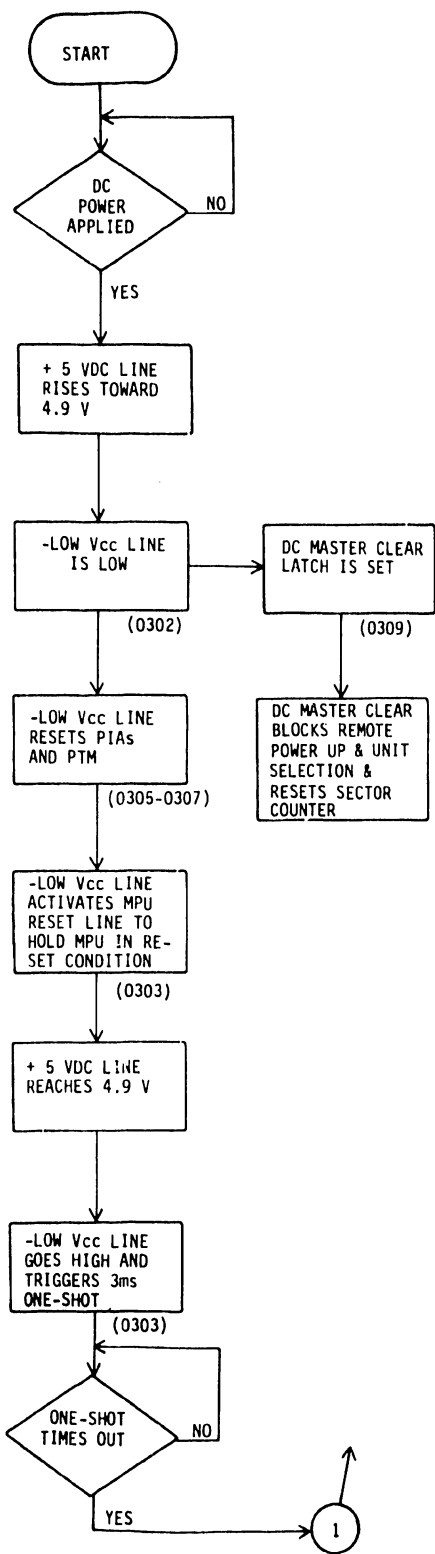 START
DC
POWER
APPLIED
NO
YES
+ 5 VDC LINE
RISES TOWARD
4.9 V
-LOW Vcc LINE
IS LOW
(0302)
DC MASTER CLEAR
LATCH IS SET
(0309)
DC MASTER CLEAR
BLOCKS REMOTE
POWER UP & UNIT
SELECTION &
RESETS SECTOR
COUNTER
-LOW Vcc LINE
RESETS PIAs
AND PTM
(0305-0307)
-LOW Vcc LINE
ACTIVATES MPU
RESET LINE TO
HOLD MPU IN RE-
SET CONDITION
(0303)
+ 5 VDC LINE
REACHES 4.9 V
-LOW Vcc LINE
GOES HIGH AND
TRIGGERS 3ms
ONE-SHOT
(0303)
ONE-SHOT
TIMES OUT
NO
YES
1